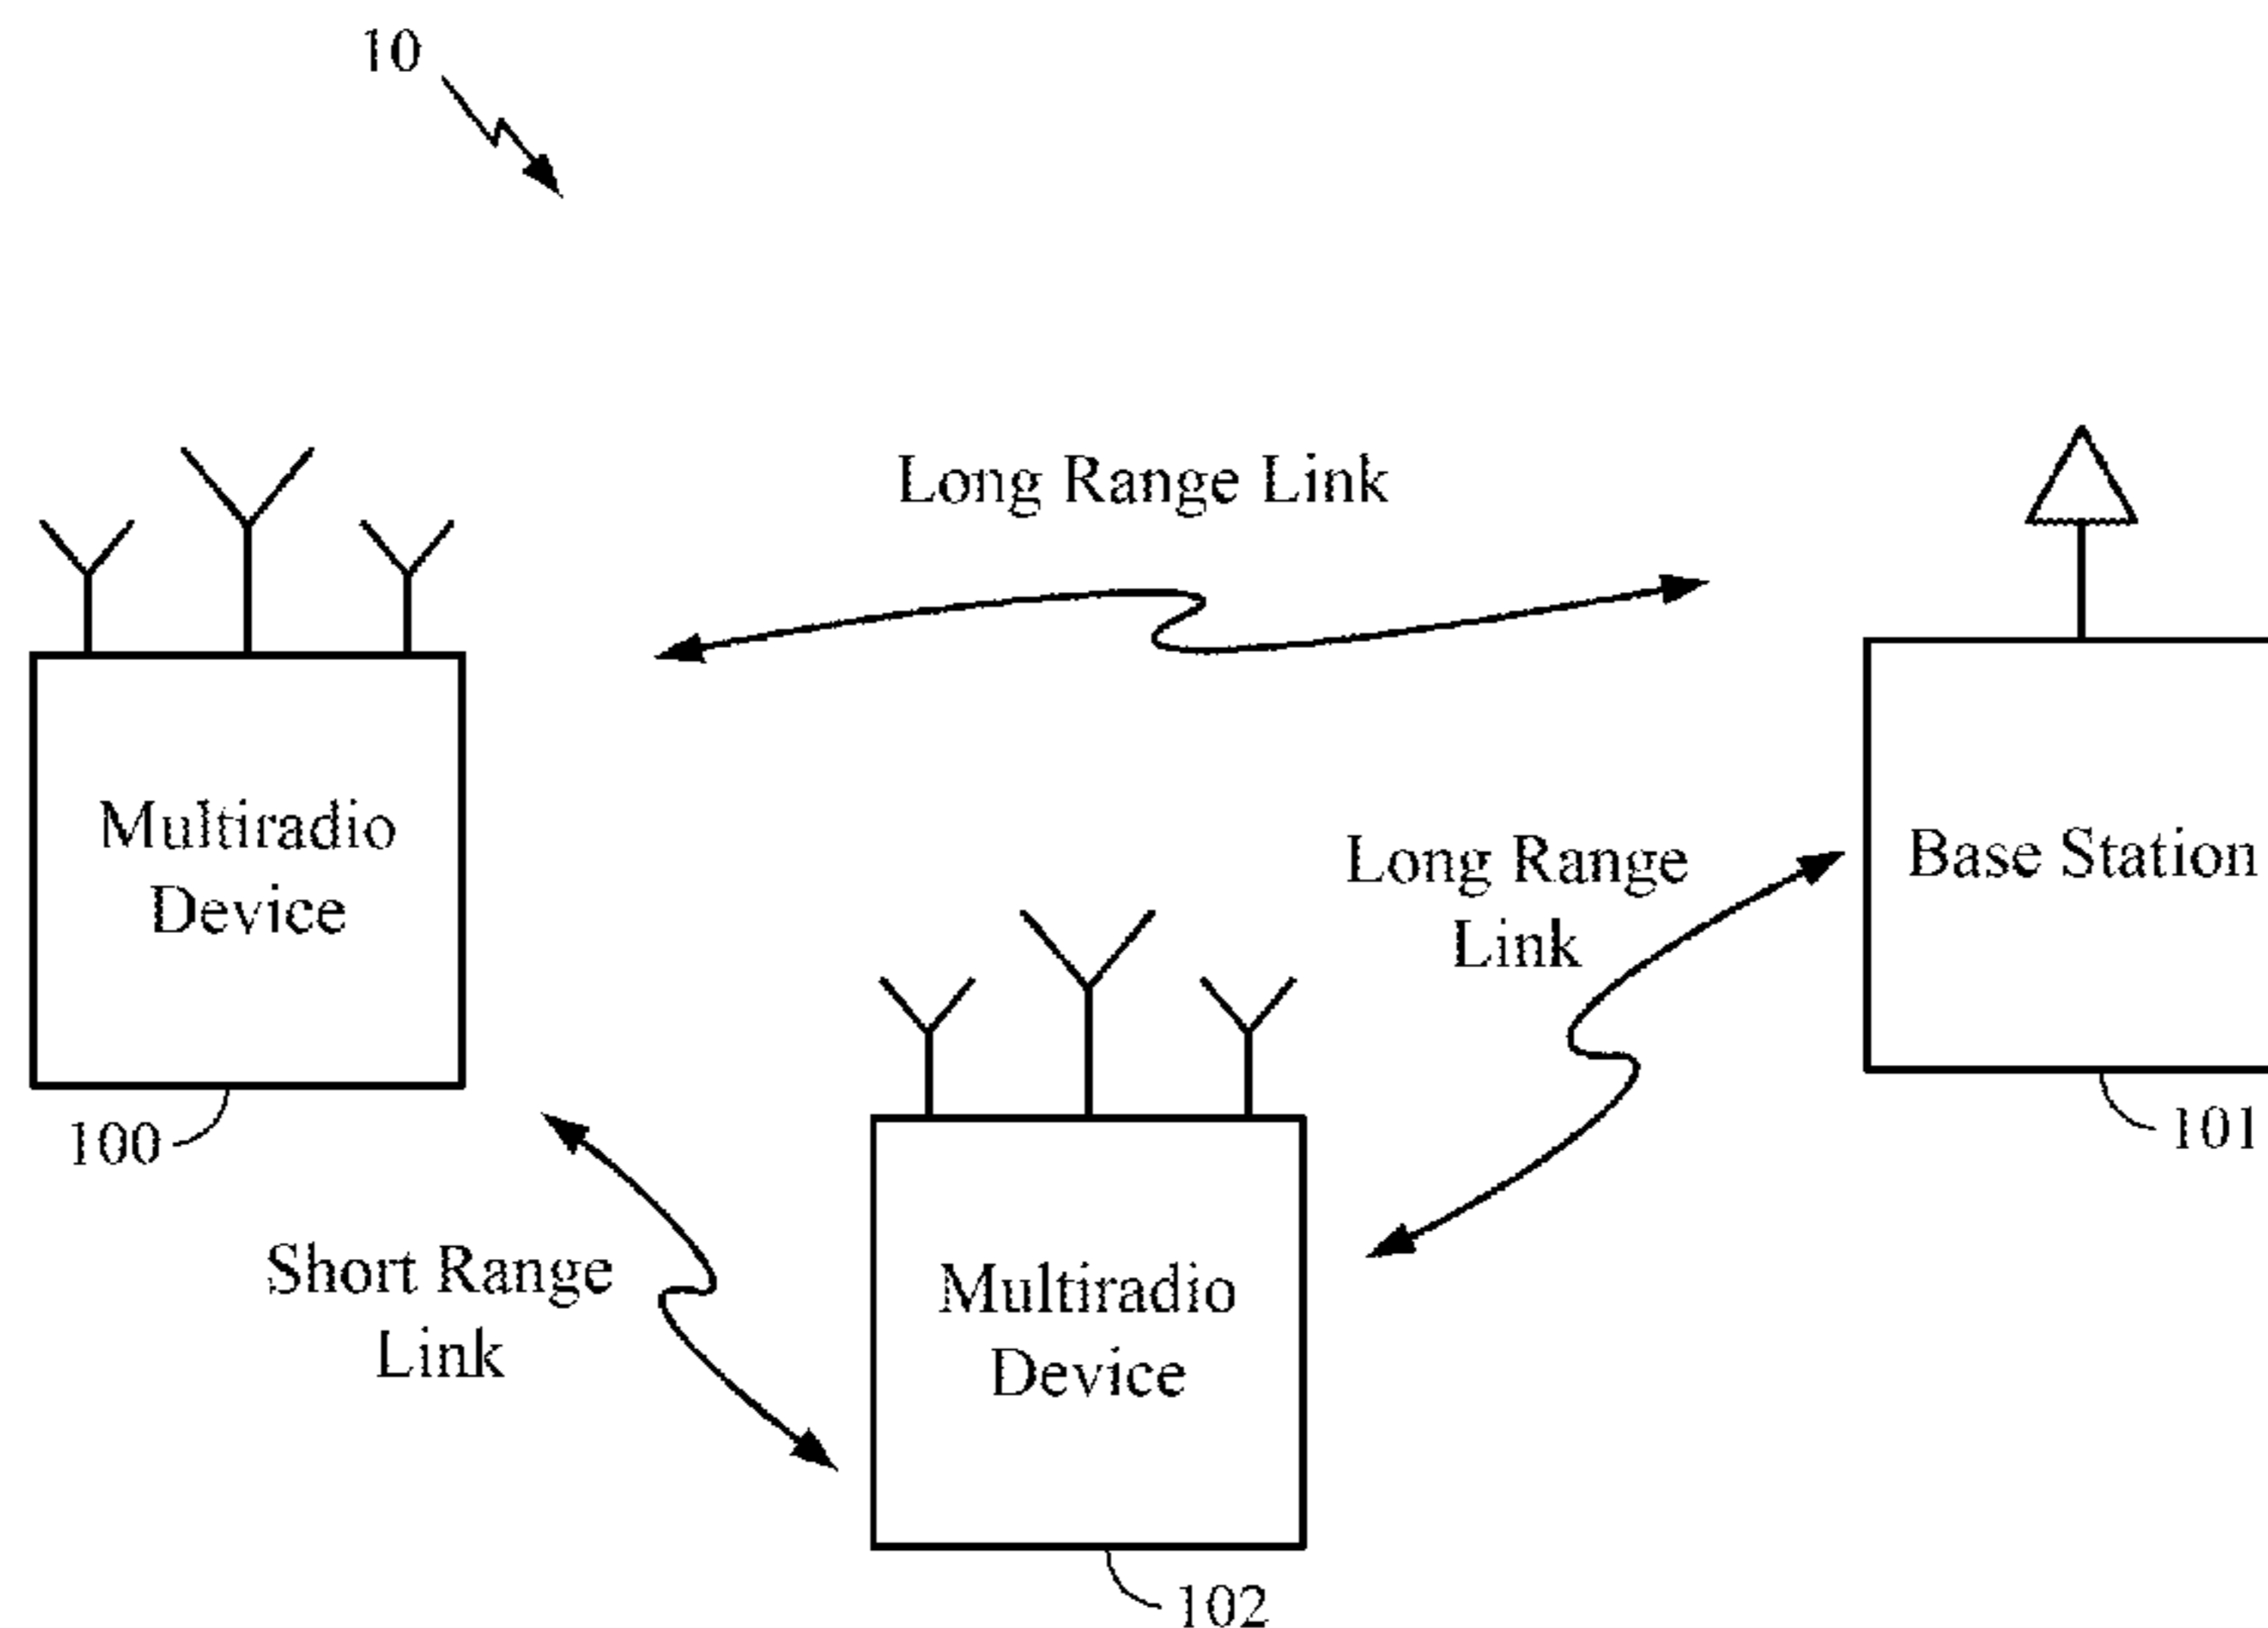 10
Long Range Link
Multiradio
Device
Long Range
Link
Base Station
100
101
Short Range
Link
Multiradio
Device
102